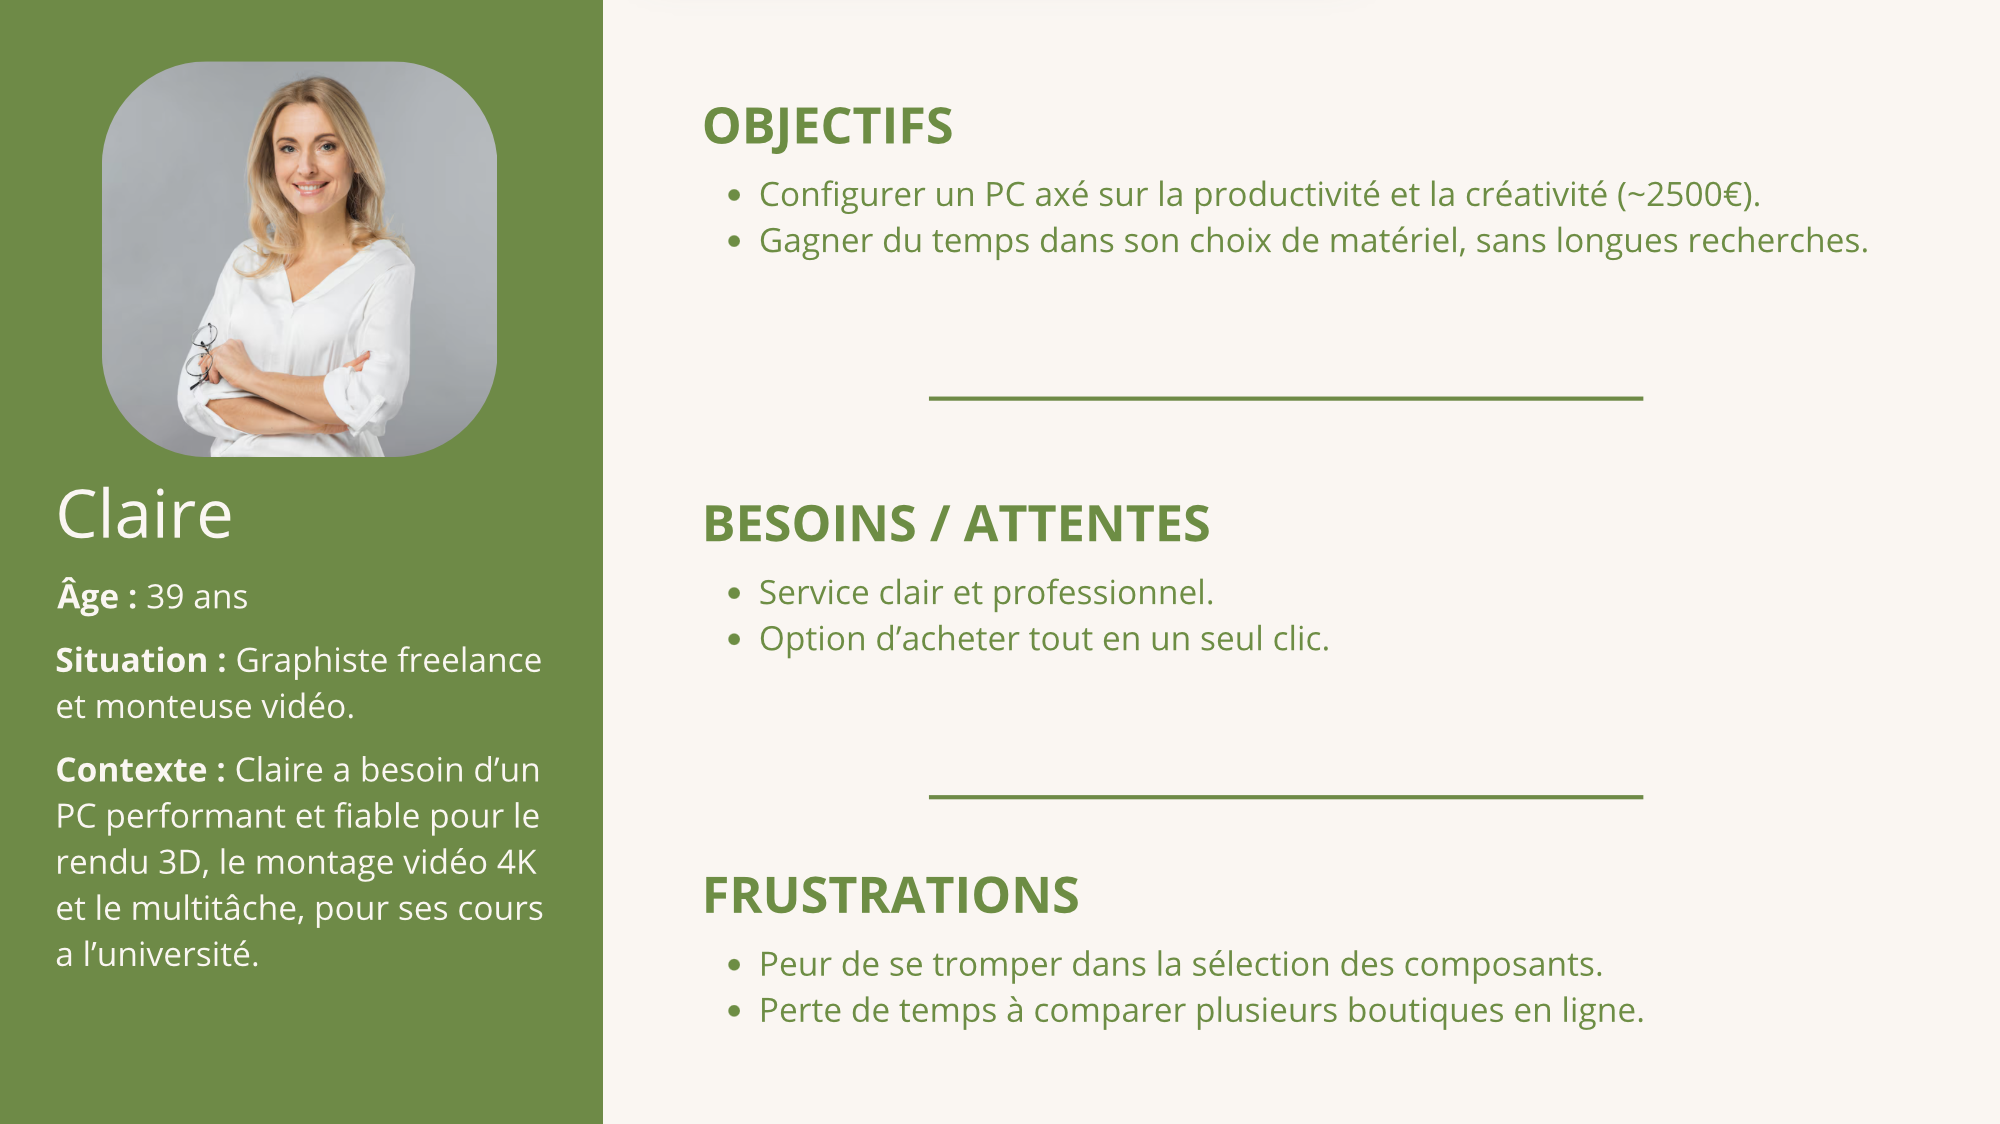 Claire
Âge : 39 ans
Situation : Graphiste freelance
et monteuse vidéo.
Contexte : Claire a besoin d’un
PC performant et fiable pour le
rendu 3D, le montage vidéo 4K
et le multitâche, pour ses cours
a l’université.
OBJECTIFS
• Configurer un PC axé sur la productivité et la créativité (~2500€).
• Gagner du temps dans son choix de matériel, sans longues recherches.
BESOINS / ATTENTES
• Service clair et professionnel.
• Option d’acheter tout en un seul clic.
FRUSTRATIONS
• Peur de se tromper dans la sélection des composants.
• Perte de temps à comparer plusieurs boutiques en ligne.